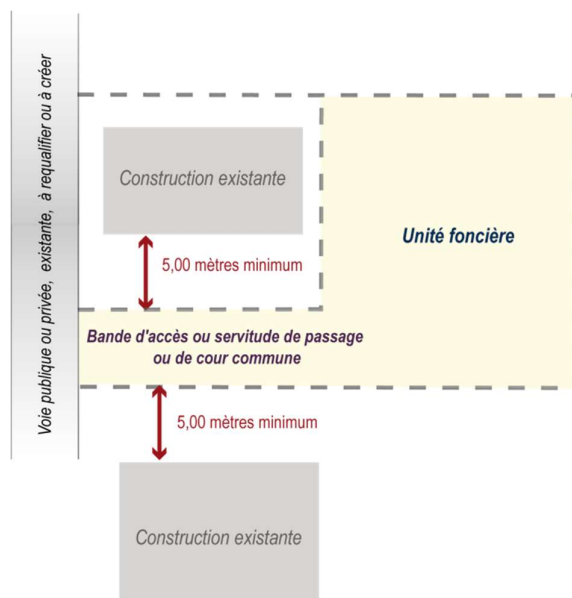 Voie publique ou privée, existante, à requalifier ou à créer
Construction existante
Unité foncière
5,00 mètres minimum
Bande d'accès ou servitude de passage
ou de cour commune
5,00 mètres minimum
Construction existante